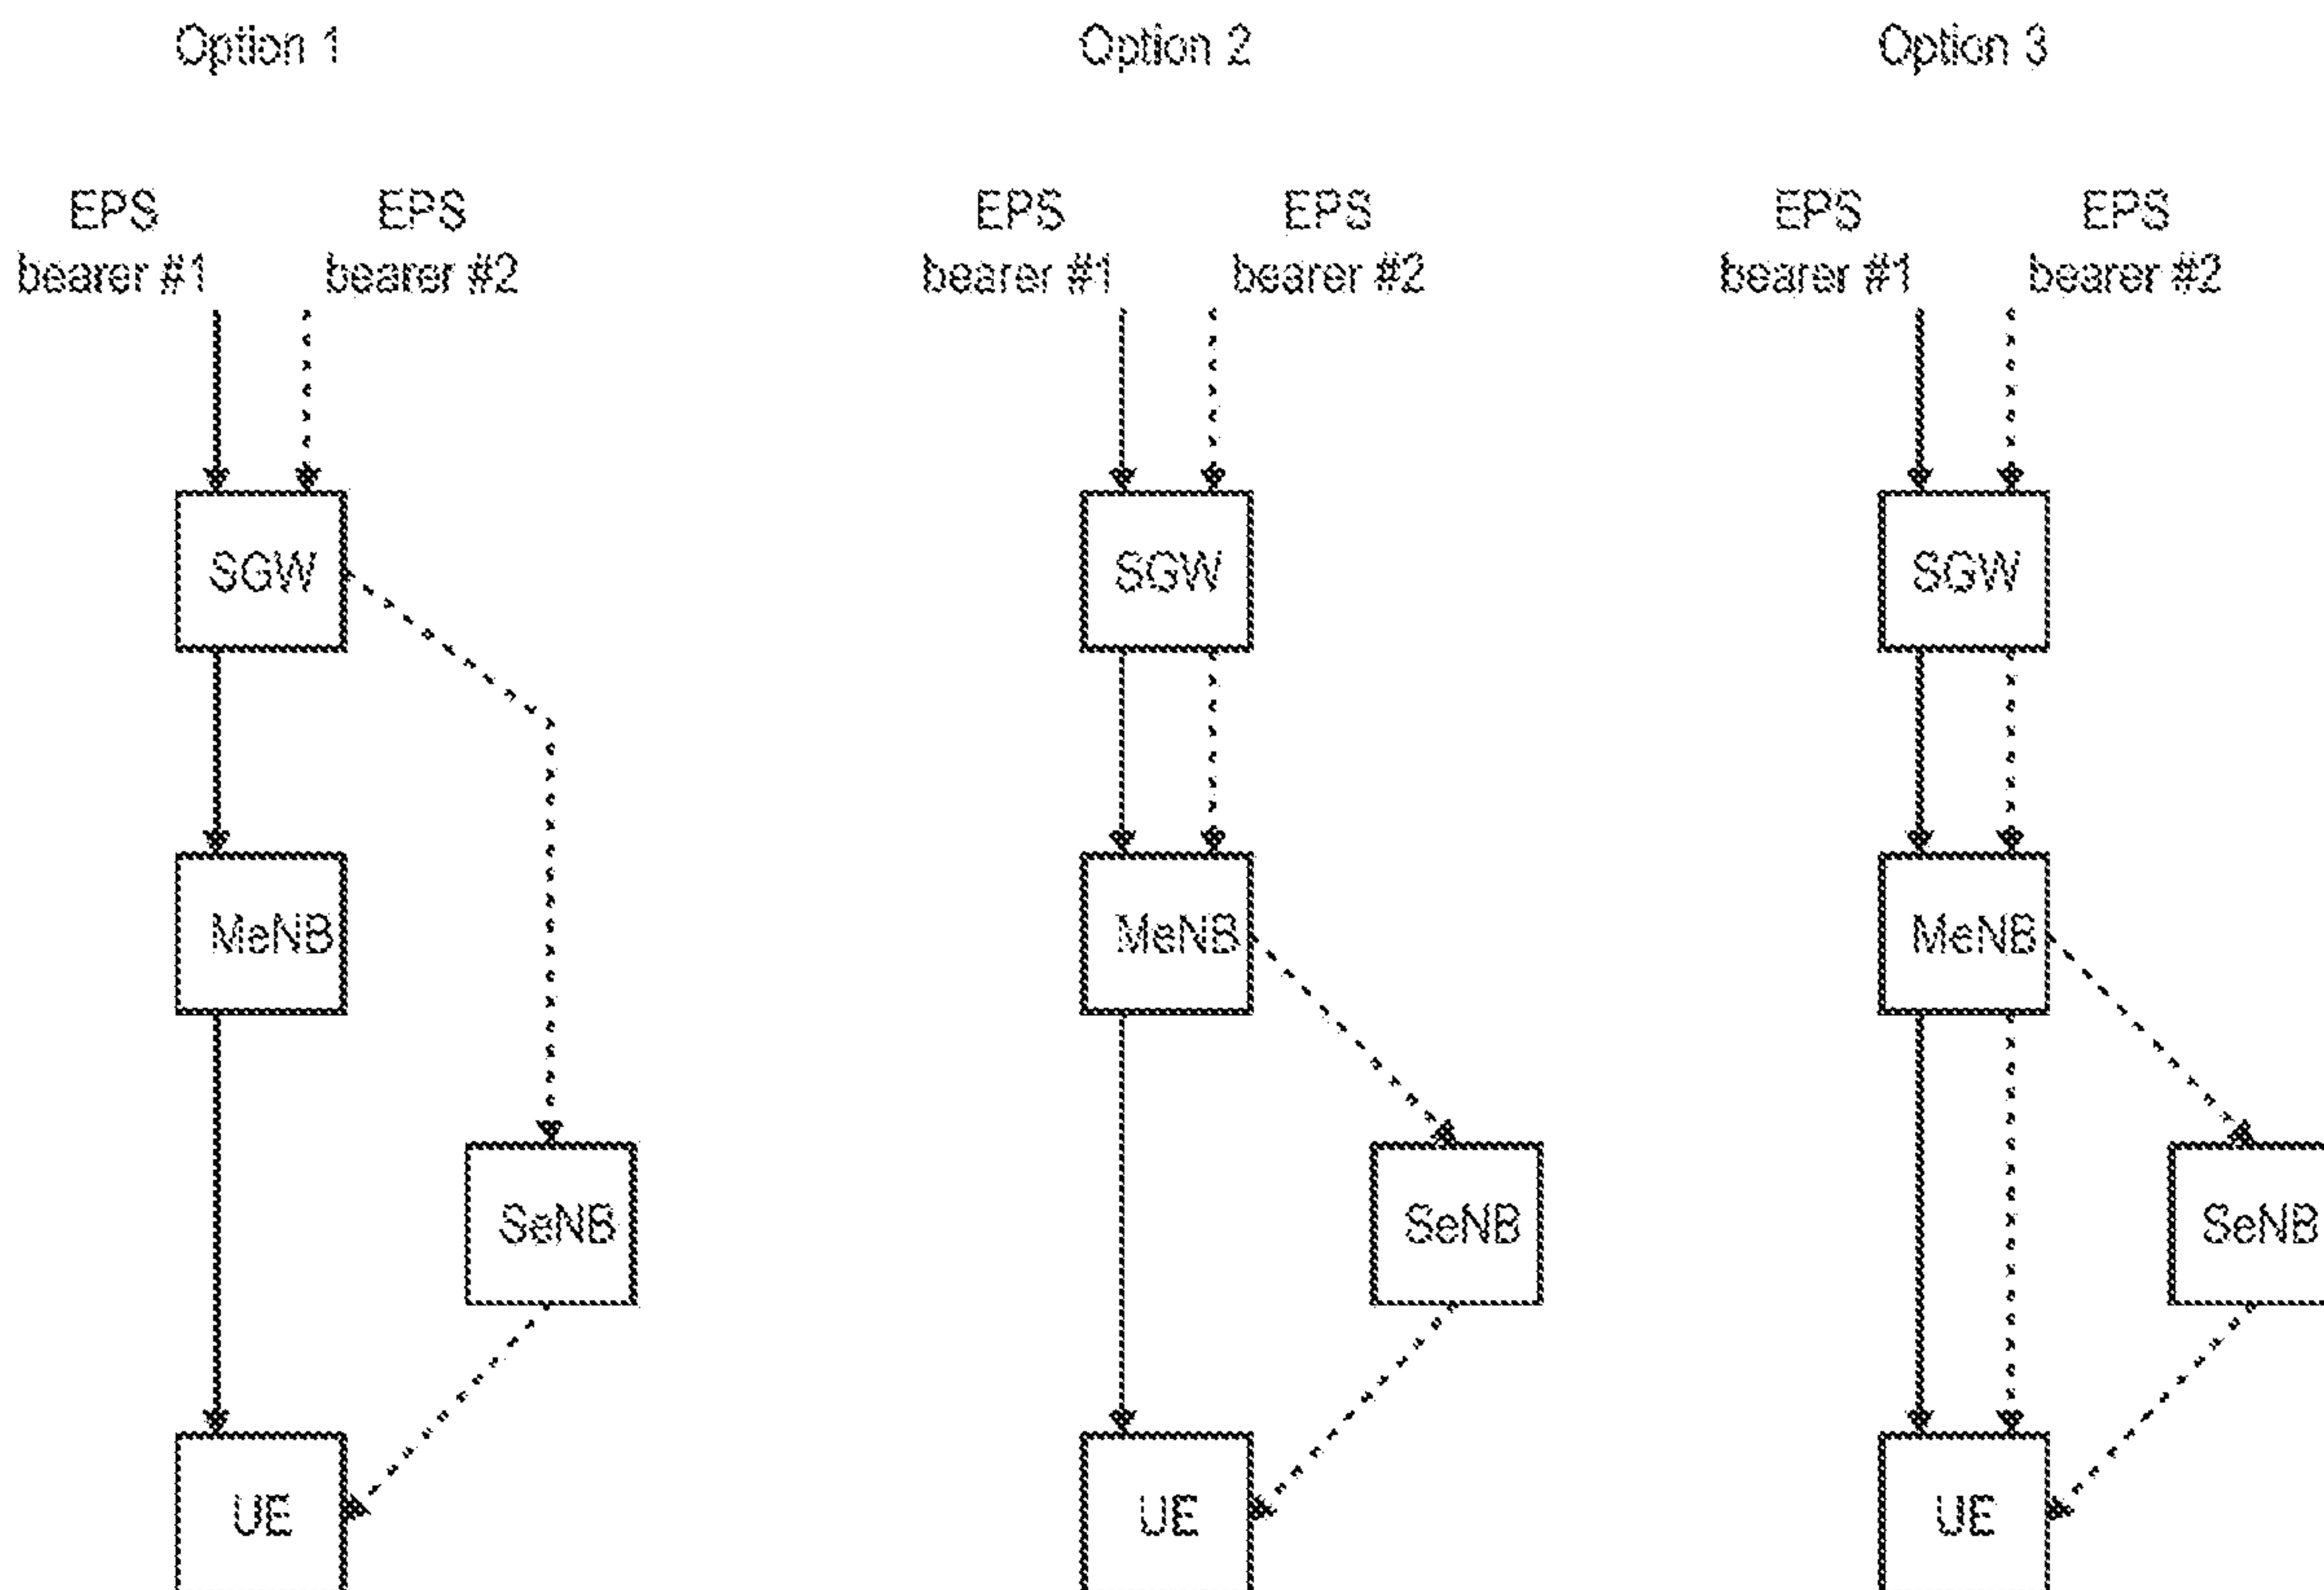 Option 1
EPS
bearer #1
EPS
bearer #2
SGW
MeNB
SeNB
UE
Option 2
EPS
bearer #1
EPS
bearer #2
SGW
MeNB
SeNB
UE
Option 3
EPS
bearer #1
EPS
bearer #2
SGW
MeNB
SeNB
UE